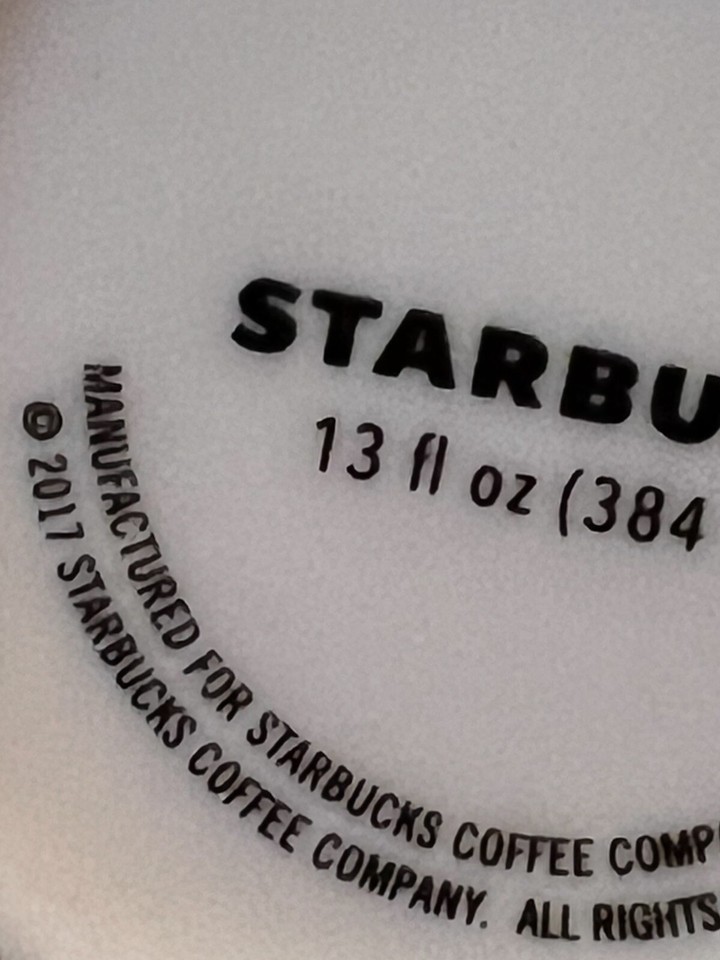 STARBU
13 fl oz (384
MANUFACTURED FOR STARBUCKS COFFEE COMP
© 2017 STARBUCKS COFFEE COMPANY. ALL RIGHTS